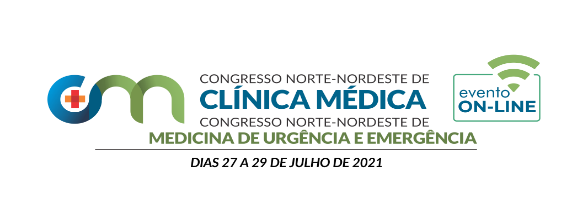 cm
CONGRESSO NORTE-NORDESTE DE
CLÍNICA MÉDICA
CONGRESSO NORTE-NORDESTE DE
MEDICINA DE URGÊNCIA E EMERGÊNCIA
DIAS 27 A 29 DE JULHO DE 2021
evento
ON-LINE